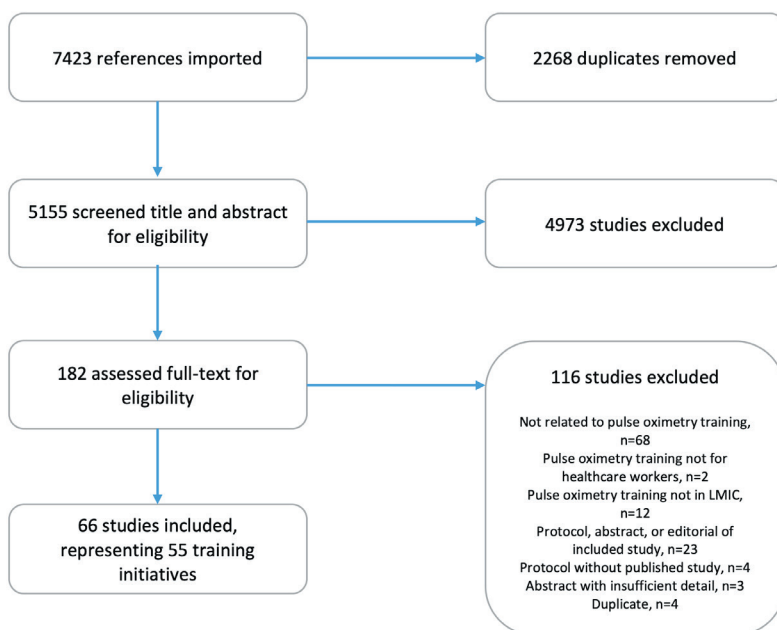 7423 references imported
2268 duplicates removed
5155 screened title and abstract
for eligibility
4973 studies excluded
182 assessed full-text for
eligibility
116 studies excluded
Not related to pulse oximetry training,
n=68
Pulse oximetry training not for
healthcare workers, n=2
Pulse oximetry training not in LMIC,
n=12
Protocol, abstract, or editorial of
included study, n=23
Protocol without published study, n=4
Abstract with insufficient detail, n=3
Duplicate, n=4
66 studies included,
representing 55 training
initiatives